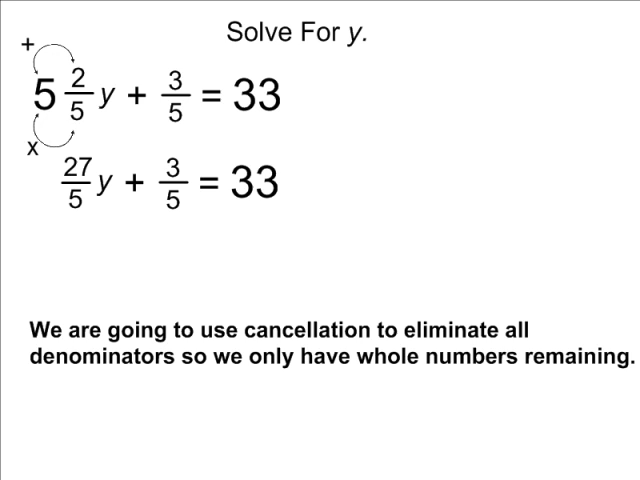 Solve For y.
+
5 2/5 y + 3/5 = 33
x
27/5 y + 3/5 = 33
We are going to use cancellation to eliminate all
denominators so we only have whole numbers remaining.